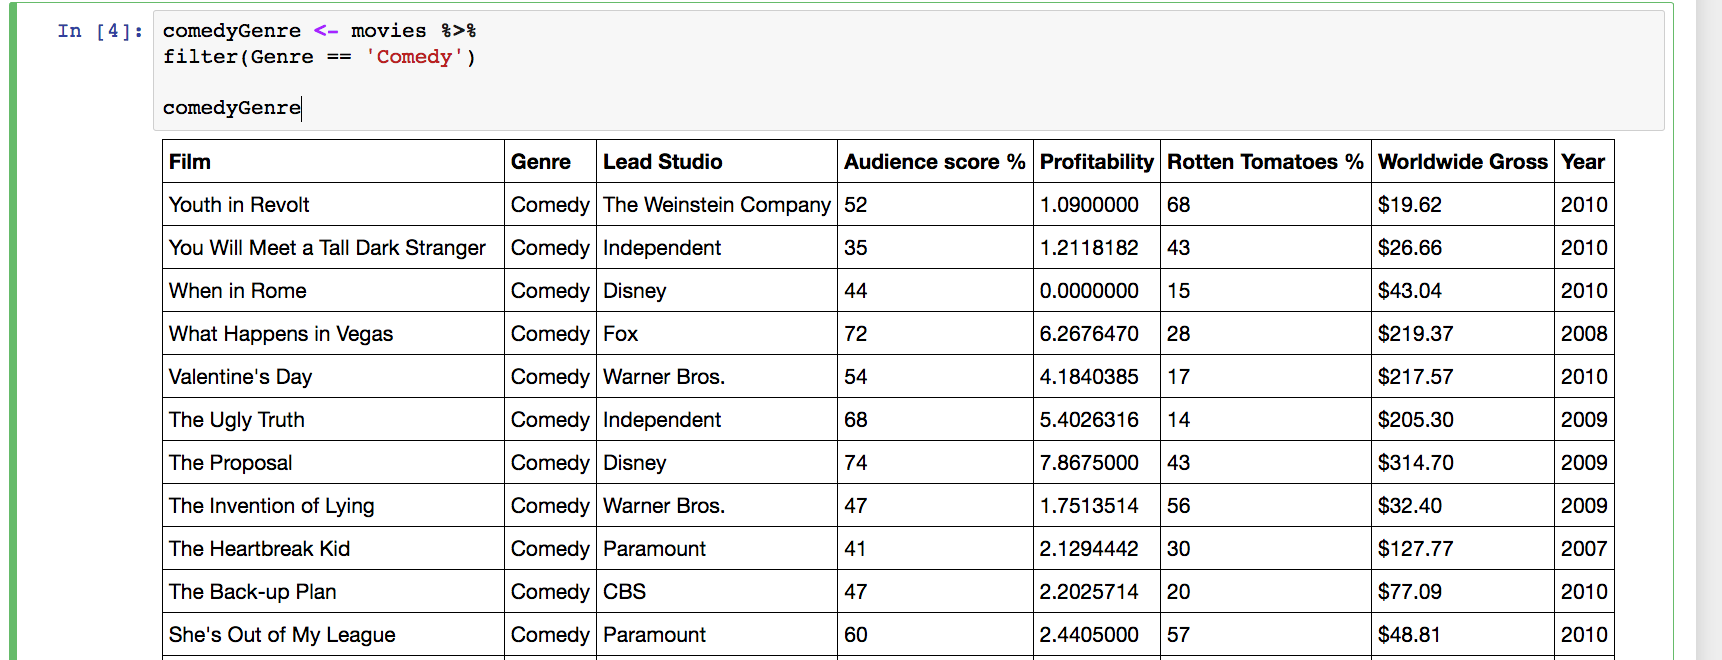 In [4]: comedyGenre <- movies %>%
filter(Genre == 'Comedy')
comedyGenre
Film Genre Lead Studio Audience score % Profitability Rotten Tomatoes % Worldwide Gross Year
Youth in Revolt Comedy The Weinstein Company 52 1.0900000 68 $19.62 2010
You Will Meet a Tall Dark Stranger Comedy Independent 35 1.2118182 43 $26.66 2010
When in Rome Comedy Disney 44 0.0000000 15 $43.04 2010
What Happens in Vegas Comedy Fox 72 6.2676470 28 $219.37 2008
Valentine's Day Comedy Warner Bros. 54 4.1840385 17 $217.57 2010
The Ugly Truth Comedy Independent 68 5.4026316 14 $205.30 2009
The Proposal Comedy Disney 74 7.8675000 43 $314.70 2009
The Invention of Lying Comedy Warner Bros. 47 1.7513514 56 $32.40 2009
The Heartbreak Kid Comedy Paramount 41 2.1294442 30 $127.77 2007
The Back-up Plan Comedy CBS 47 2.2025714 20 $77.09 2010
She's Out of My League Comedy Paramount 60 2.4405000 57 $48.81 2010